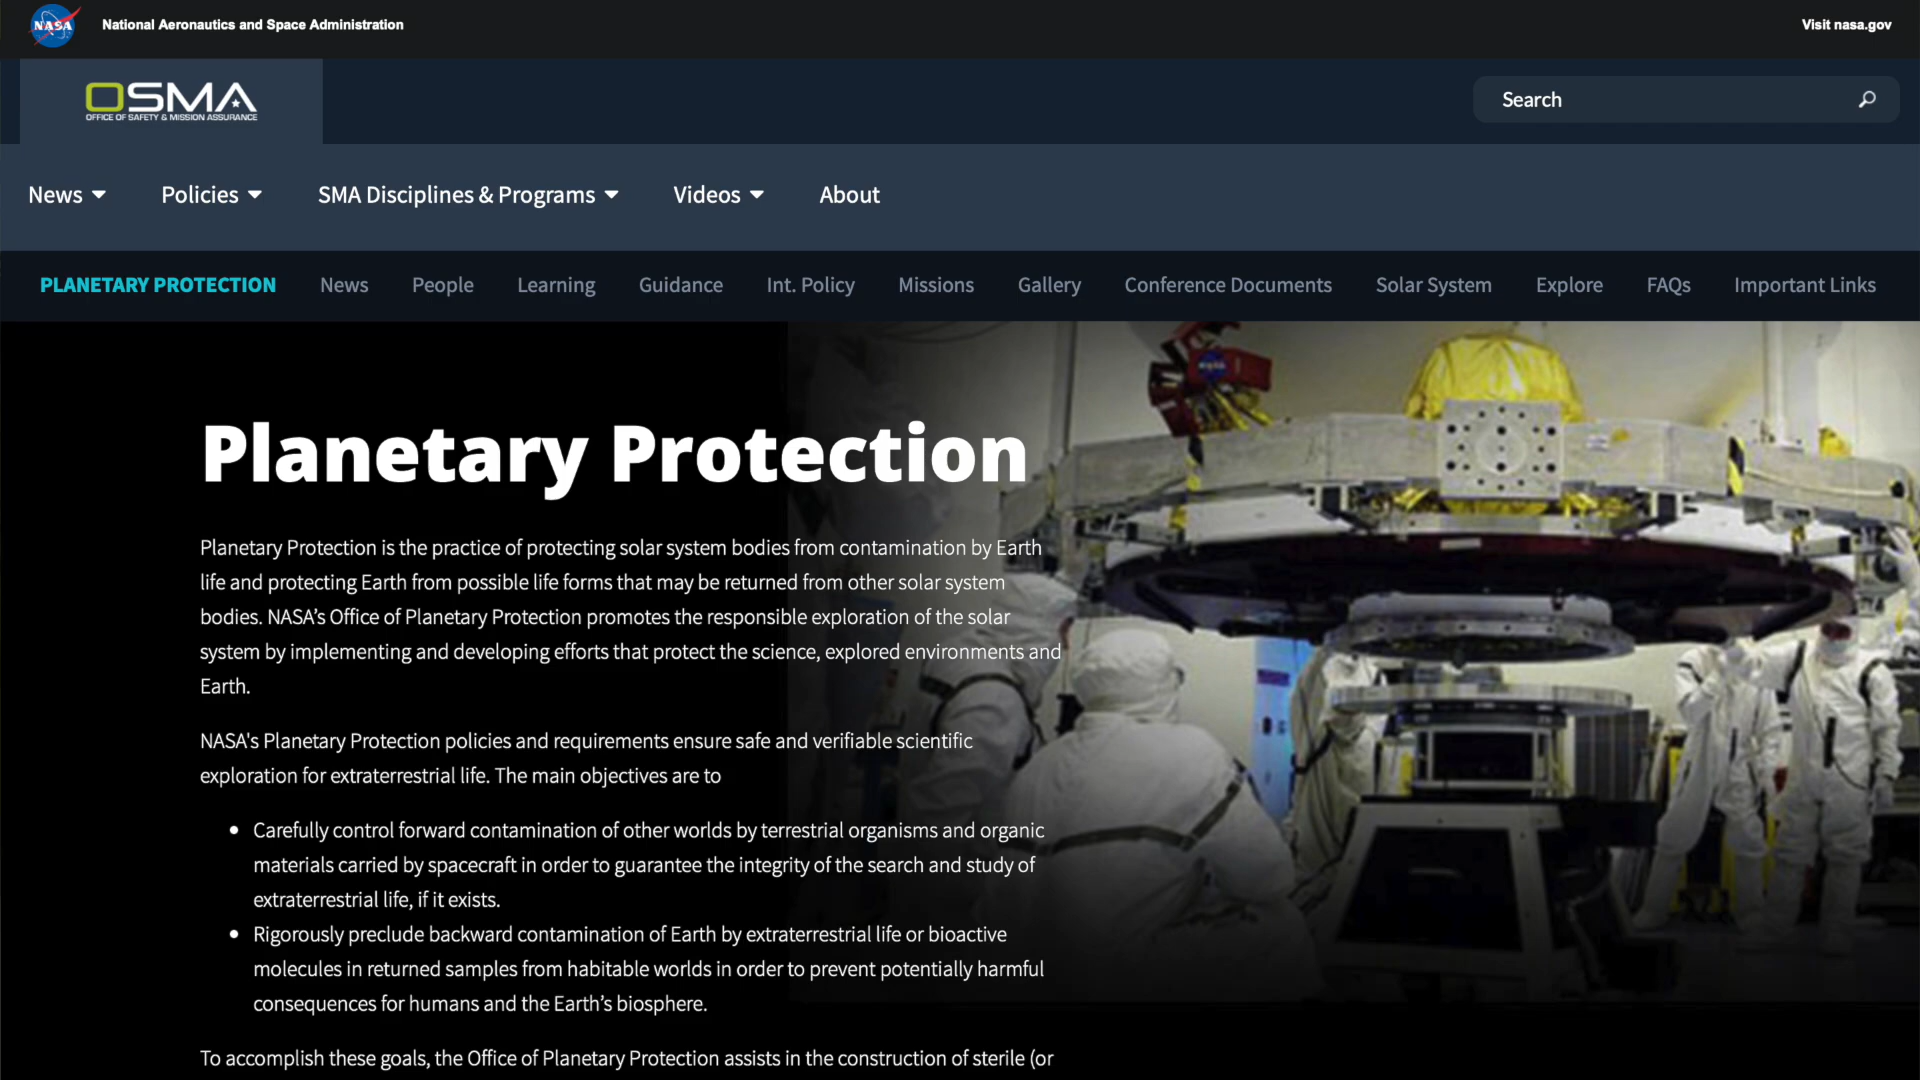 NASA
National Aeronautics and Space Administration
Visit nasa.gov
OSMA
OFFICE OF SAFETY & MISSION ASSURANCE
Search
News
Policies
SMA Disciplines & Programs
Videos
About
PLANETARY PROTECTION
News
People
Learning
Guidance
Int. Policy
Missions
Gallery
Conference Documents
Solar System
Explore
FAQs
Important Links
NASA
Planetary Protection
Planetary Protection is the practice of protecting solar system bodies from contamination by Earth
life and protecting Earth from possible life forms that may be returned from other solar system
bodies. NASA’s Office of Planetary Protection promotes the responsible exploration of the solar
system by implementing and developing efforts that protect the science, explored environments and
Earth.
NASA's Planetary Protection policies and requirements ensure safe and verifiable scientific
exploration for extraterrestrial life. The main objectives are to
• Carefully control forward contamination of other worlds by terrestrial organisms and organic
materials carried by spacecraft in order to guarantee the integrity of the search and study of
extraterrestrial life, if it exists.
• Rigorously preclude backward contamination of Earth by extraterrestrial life or bioactive
molecules in returned samples from habitable worlds in order to prevent potentially harmful
consequences for humans and the Earth’s biosphere.
To accomplish these goals, the Office of Planetary Protection assists in the construction of sterile (or